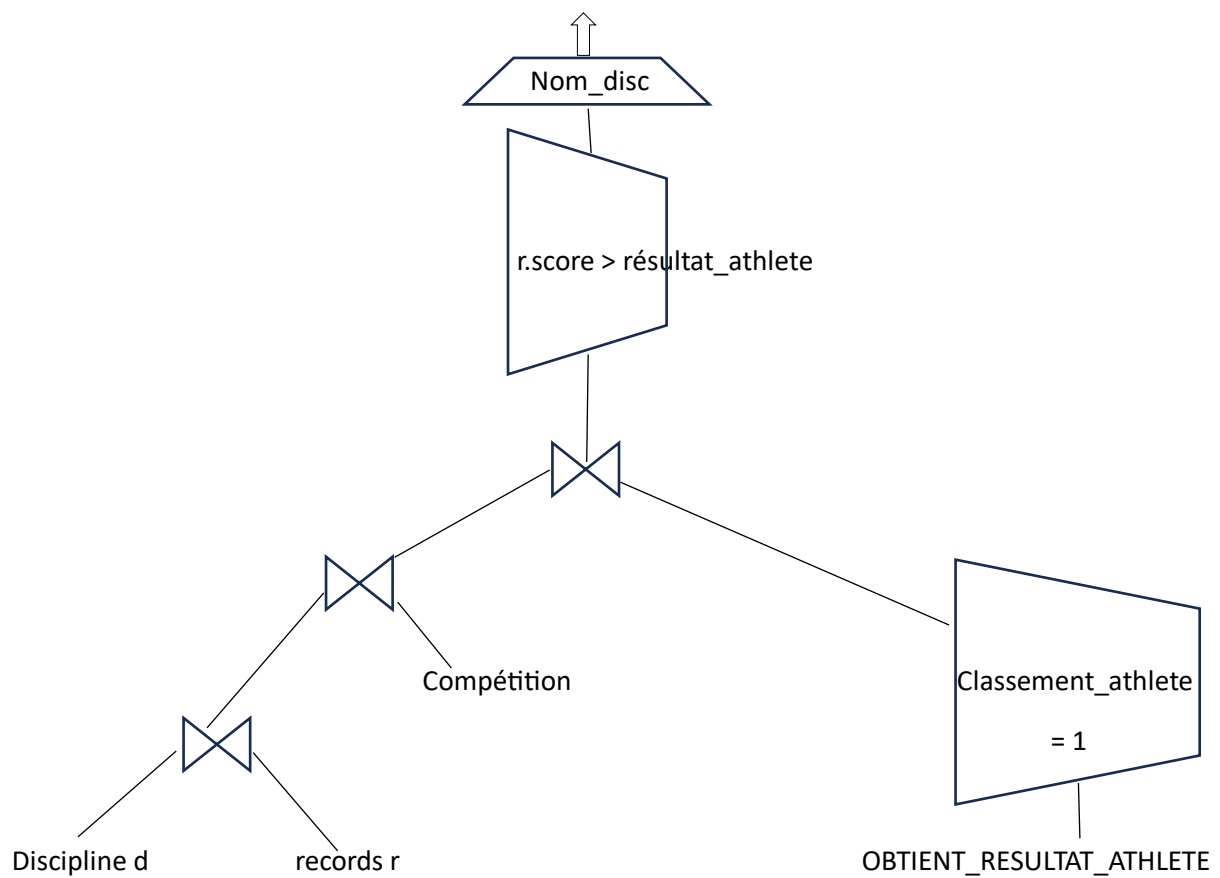 Nom_disc
r.score > résultat_athlete
Compétition
Classement_athlete
= 1
Discipline d
records r
OBTIENT_RESULTAT_ATHLETE